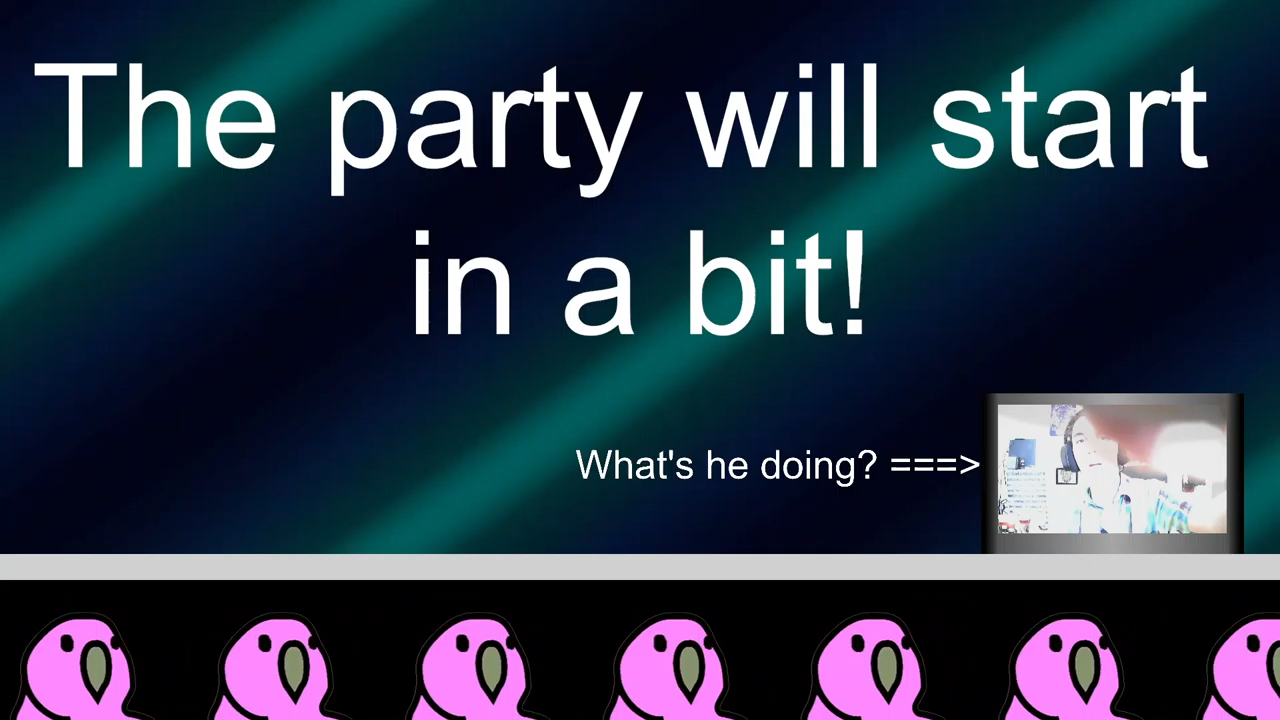 The party will start
in a bit!
What's he doing? ===>